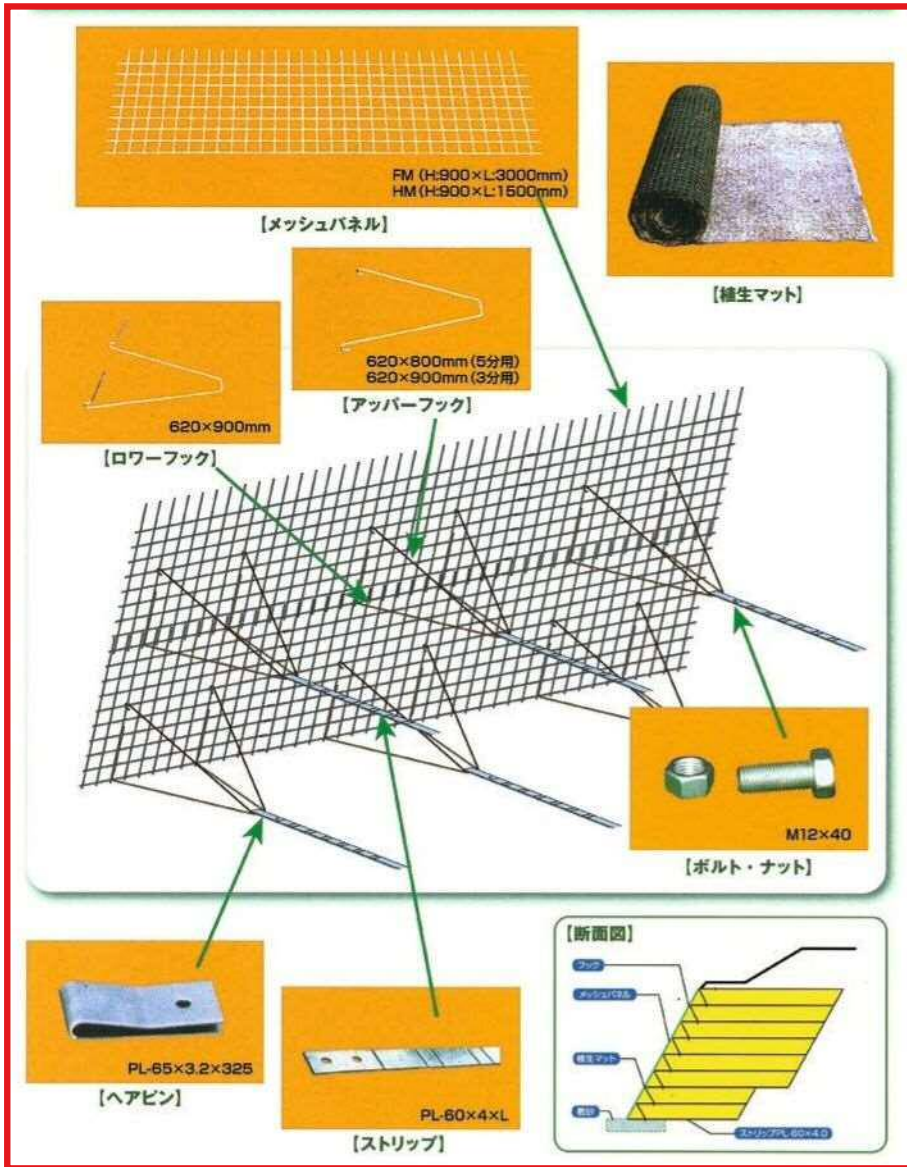 FM (H:900×L:3000mm)
HM (H:900×L:1500mm)
【メッシュパネル】
【植生マット】
620×800mm (5分用)
620×900mm (3分用)
【アッパーフック】
620×900mm
【ロワーフック】
M12×40
【ボルト・ナット】
PL-65×3.2×325
【ヘアピン】
PL-60×4×L
【ストリップ】
【断面図】
フック
メッシュパネル
植生マット
敷砂
ストリップPL-60×4.0